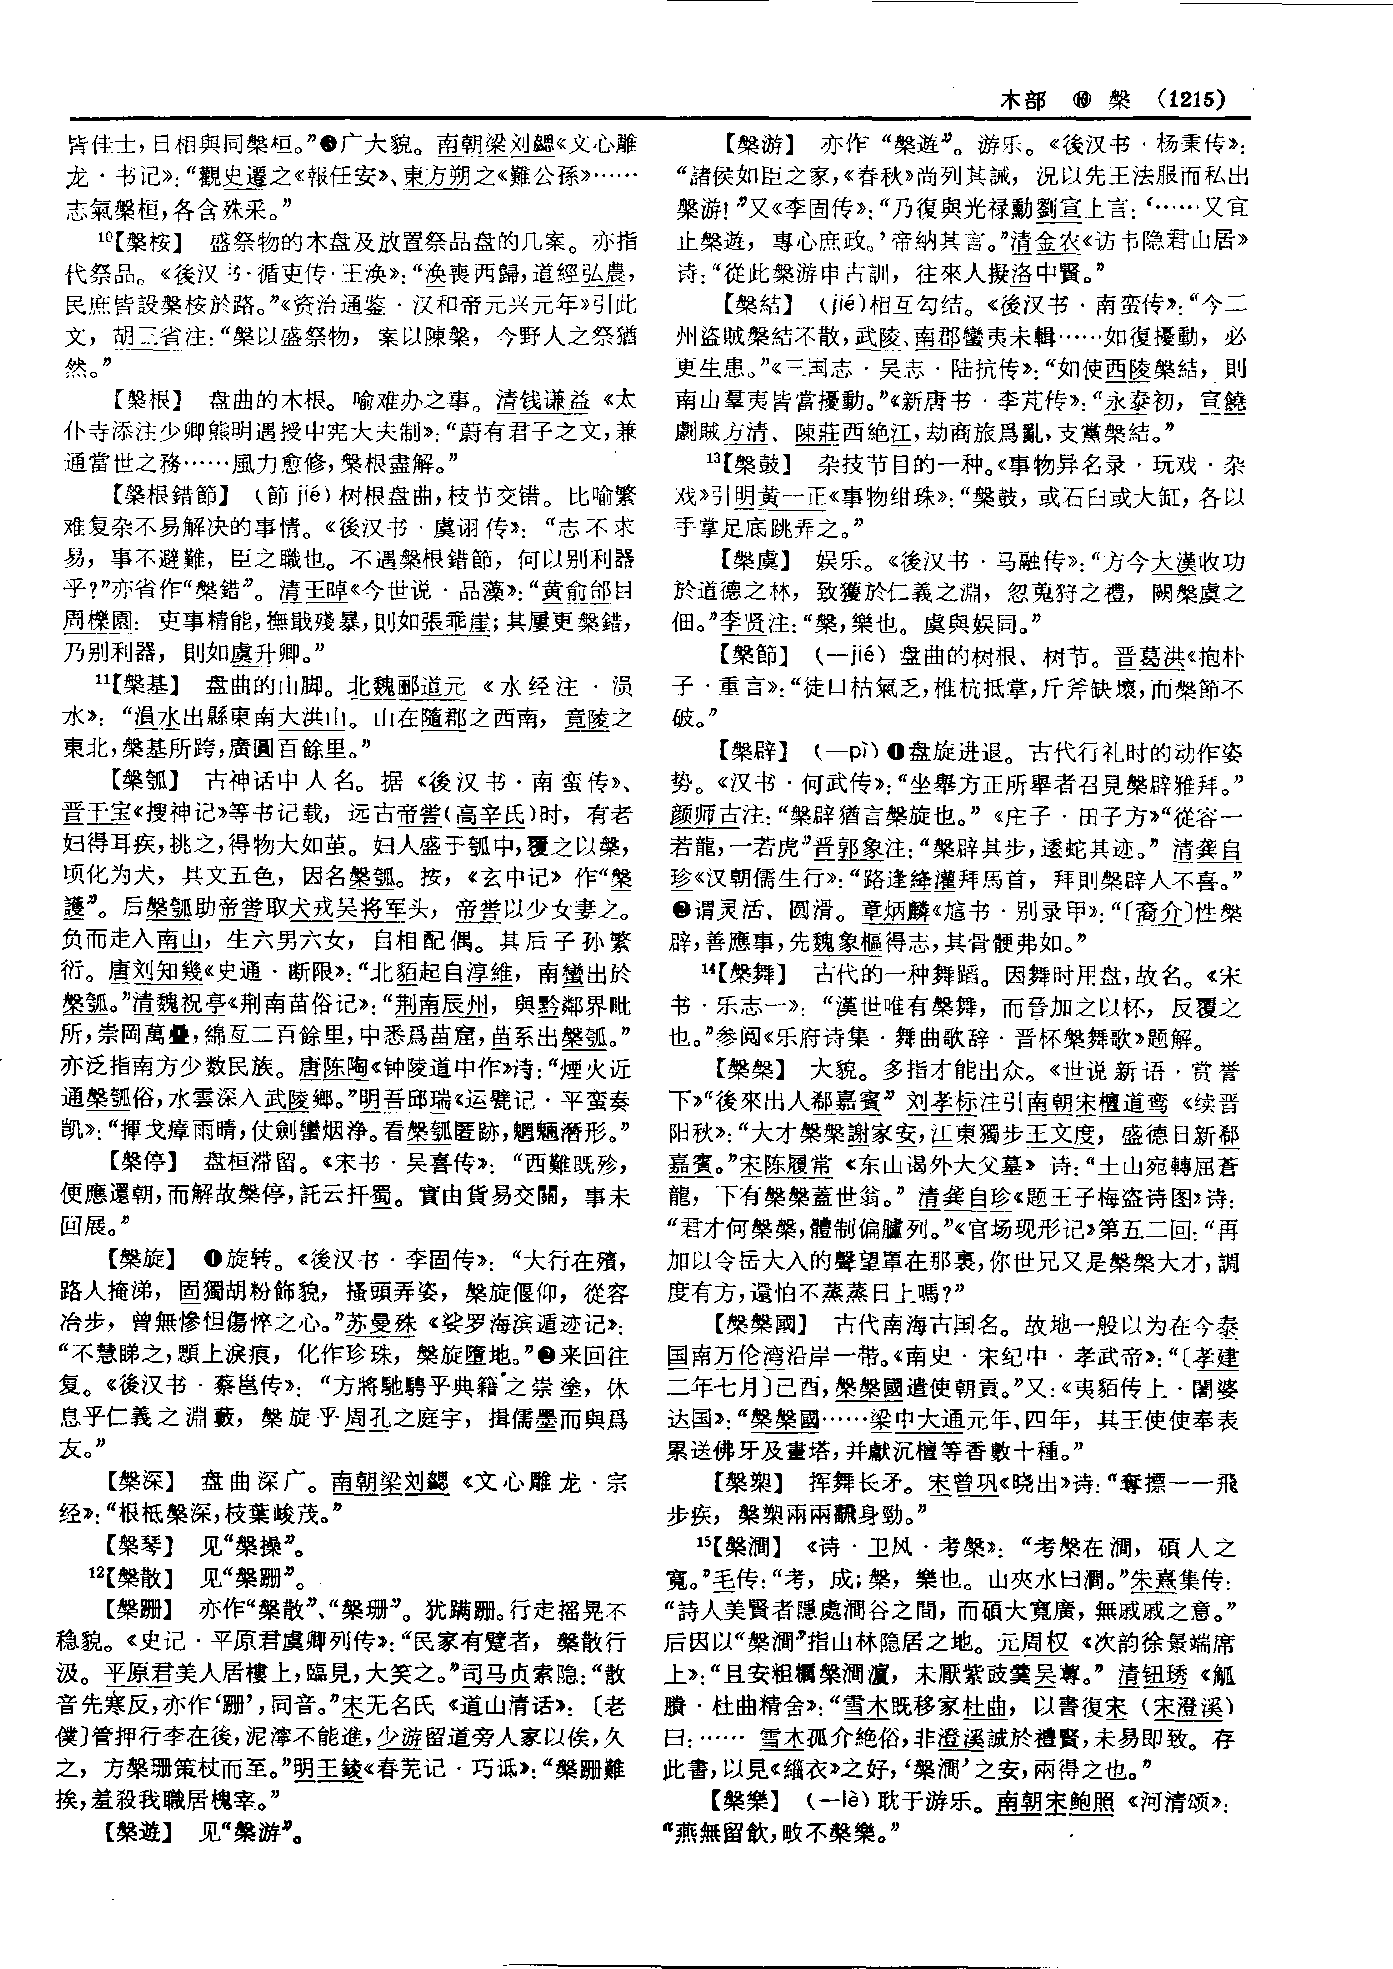 木部 ⑩ 槃 （1215）
皆佳士，日相與同槃桓。”❸广大貌。南朝梁刘勰《文心雕
龙·书记》：“觀史遷之《報任安》、東方朔之《難公孫》……
志氣槃桓，各含殊采。”
¹⁰【槃桉】 盛祭物的木盘及放置祭品盘的几案。亦指
代祭品。《後汉书·循吏传·王涣》：“涣喪西歸，道經弘農，
民庶皆設槃桉於路。”《资治通鉴·汉和帝元兴元年》引此
文，胡三省注：“槃以盛祭物，案以陳槃，今野人之祭猶
然。”
【槃根】 盘曲的木根。喻难办之事。清钱谦益《太
仆寺添注少卿熊明遇授中宪大夫制》：“蔚有君子之文，兼
通當世之務……風力愈修，槃根盡解。”
【槃根錯節】（節 jié）树根盘曲，枝节交错。比喻繁
难复杂不易解决的事情。《後汉书·虞诩传》：“志不求
易，事不避難，臣之職也。不遇槃根錯節，何以别利器
乎？”亦省作“槃錯”。清王晫《今世说·品藻》：“黄俞邰目
周櫟園：吏事精能，撫戢殘暴，則如張乖崖；其屢更槃錯，
乃别利器，則如虞升卿。”
¹¹【槃基】 盘曲的山脚。北魏郦道元《水经注·涢
水》：“溳水出縣東南大洪山。山在隨郡之西南，竟陵之
東北，槃基所跨，廣圓百餘里。”
【槃瓠】 古神话中人名。据《後汉书·南蛮传》、
晋干宝《搜神记》等书记载，远古帝喾（高辛氏）时，有老
妇得耳疾，挑之，得物大如茧。妇人盛于瓠中，覆之以槃，
顷化为犬，其文五色，因名槃瓠。按，《玄中记》作“槃
護”。后槃瓠助帝喾取犬戎吴将军头，帝喾以少女妻之。
负而走入南山，生六男六女，自相配偶。其后子孙繁
衍。唐刘知幾《史通·断限》：“北貊起自淳維，南蠻出於
槃瓠。”清魏祝亭《荆南苗俗记》：“荆南辰州，與黔鄰界毗
所，崇岡萬疊，綿亙二百餘里，中悉爲苗窟，苗系出槃瓠。”
亦泛指南方少数民族。唐陈陶《钟陵道中作》诗：“煙火近
通槃瓠俗，水雲深入武陵鄉。”明吾邱瑞《运甓记·平蛮奏
凯》：“揮戈瘴雨晴，仗劍蠻烟净。看槃瓠匿跡，魍魎潛形。”
【槃停】 盘桓滞留。《宋书·吴喜传》：“西難既殄，
便應還朝，而解故槃停，託云扞蜀。實由貨易交關，事未
回展。”
【槃旋】 ❶旋转。《後汉书·李固传》：“大行在殯，
路人掩涕，固獨胡粉飾貌，搔頭弄姿，槃旋偃仰，從容
冶步，曾無慘怛傷悴之心。”苏曼殊《娑罗海滨遁迹记》：
“不慧睇之，顋上淚痕，化作珍珠，槃旋墮地。”❷来回往
复。《後汉书·蔡邕传》：“方將馳騁乎典籍之崇塗，休
息乎仁義之淵藪，槃旋乎周孔之庭宇，揖儒墨而與爲
友。”
【槃深】 盘曲深广。南朝梁刘勰《文心雕龙·宗
经》：“根柢槃深，枝葉峻茂。”
【槃琴】 见“槃操”。
¹²【槃散】 见“槃跚”。
【槃跚】 亦作“槃散”、“槃珊”。犹蹒跚。行走摇晃不
稳貌。《史记·平原君虞卿列传》：“民家有躄者，槃散行
汲。平原君美人居樓上，臨見，大笑之。”司马贞索隐：“散
音先寒反，亦作‘跚’，同音。”宋无名氏《道山清话》：〔老
僕〕管押行李在後，泥濘不能進，少游留道旁人家以俟，久
之，方槃珊策杖而至。”明王錂《春芜记·巧诋》：“槃跚難
挨，羞殺我職居槐宰。”
【槃遊】 见“槃游”。
【槃游】 亦作“槃遊”。游乐。《後汉书·杨秉传》：
“諸侯如臣之家，《春秋》尚列其誡，況以先王法服而私出
槃游！”又《李固传》：“乃復與光禄勳劉宣上言：‘……又宜
止槃遊，專心庶政。’帝納其言。”清金农《访韦隐君山居》
诗：“從此槃游申古訓，往來人擬洛中賢。”
【槃結】（jié）相互勾结。《後汉书·南蛮传》：“今二
州盜賊槃結不散，武陵、南郡蠻夷未輯……如復擾動，必
更生患。”《三国志·吴志·陆抗传》：“如使西陵槃結，則
南山羣夷皆當擾動。”《新唐书·李芃传》：“永泰初，宣饒
劇賊方清、陳莊西絶江，劫商旅爲亂，支黨槃結。”
¹³【槃鼓】 杂技节目的一种。《事物异名录·玩戏·杂
戏》引明黄一正《事物绀珠》：“槃鼓，或石臼或大缸，各以
手掌足底跳弄之。”
【槃虞】 娱乐。《後汉书·马融传》：“方今大漢收功
於道德之林，致獲於仁義之淵，忽蒐狩之禮，闕槃虞之
佃。”李贤注：“槃，樂也。虞與娱同。”
【槃節】（—jié）盘曲的树根、树节。晋葛洪《抱朴
子·重言》：“徒口枯氣乏，椎杭抵掌，斤斧缺壞，而槃節不
破。”
【槃辟】（—pì）❶盘旋进退。古代行礼时的动作姿
势。《汉书·何武传》：“坐舉方正所舉者召見槃辟雅拜。”
颜师古注：“槃辟猶言槃旋也。”《庄子·田子方》“從容一
若龍，一若虎”晋郭象注：“槃辟其步，逶蛇其迹。”清龚自
珍《汉朝儒生行》：“路逢絳灌拜馬首，拜則槃辟人不喜。”
❷谓灵活、圆滑。章炳麟《訄书·别录甲》：“〔裔介〕性槃
辟，善應事，先魏象樞得志，其骨骾弗如。”
¹⁴【槃舞】 古代的一种舞蹈。因舞时用盘，故名。《宋
书·乐志一》：“漢世唯有槃舞，而晉加之以杯，反覆之
也。”参阅《乐府诗集·舞曲歌辞·晋杯槃舞歌》题解。
【槃槃】 大貌。多指才能出众。《世说新语·赏誉
下》“後來出人郗嘉賓”刘孝标注引南朝宋檀道鸾《续晋
阳秋》：“大才槃槃謝家安，江東獨步王文度，盛德日新郗
嘉賓。”宋陈履常《东山谒外大父墓》诗：“土山宛轉屈蒼
龍，下有槃槃蓋世翁。”清龚自珍《题王子梅盗诗图》诗：
“君才何槃槃，體制偏臚列。”《官场现形记》第五二回：“再
加以令岳大人的聲望罩在那裏，你世兄又是槃槃大才，調
度有方，還怕不蒸蒸日上嗎？”
【槃槃國】 古代南海古国名。故地一般以为在今泰
国南万伦湾沿岸一带。《南史·宋纪中·孝武帝》：“〔孝建
二年七月〕己酉，槃槃國遣使朝貢。”又：《夷貊传上·闍婆
达国》：“槃槃國……梁中大通元年、四年，其王使使奉表
累送佛牙及畫塔，并獻沉檀等香數十種。”
【槃槊】 挥舞长矛。宋曾巩《晓出》诗：“奪摽一一飛
步疾，槃槊兩兩翻身勁。”
¹⁵【槃澗】 《诗·卫风·考槃》：“考槃在澗，碩人之
寬。”毛传：“考，成；槃，樂也。山夾水曰澗。”朱熹集传：
“詩人美賢者隱處澗谷之間，而碩大寬廣，無戚戚之意。”
后因以“槃澗”指山林隐居之地。元周权《次韵徐景端席
上》：“且安粗糲槃澗濵，未厭紫豉羹吴蓴。”清钮琇《觚
賸·杜曲精舍》：“雪木既移家杜曲，以書復宋（宋澄溪）
曰：……雪木孤介絶俗，非澄溪誠於禮賢，未易即致。存
此書，以見《緇衣》之好，‘槃澗’之安，兩得之也。”
【槃樂】（—lè）耽于游乐。南朝宋鲍照《河清颂》：
“燕無留飲，畋不槃樂。”